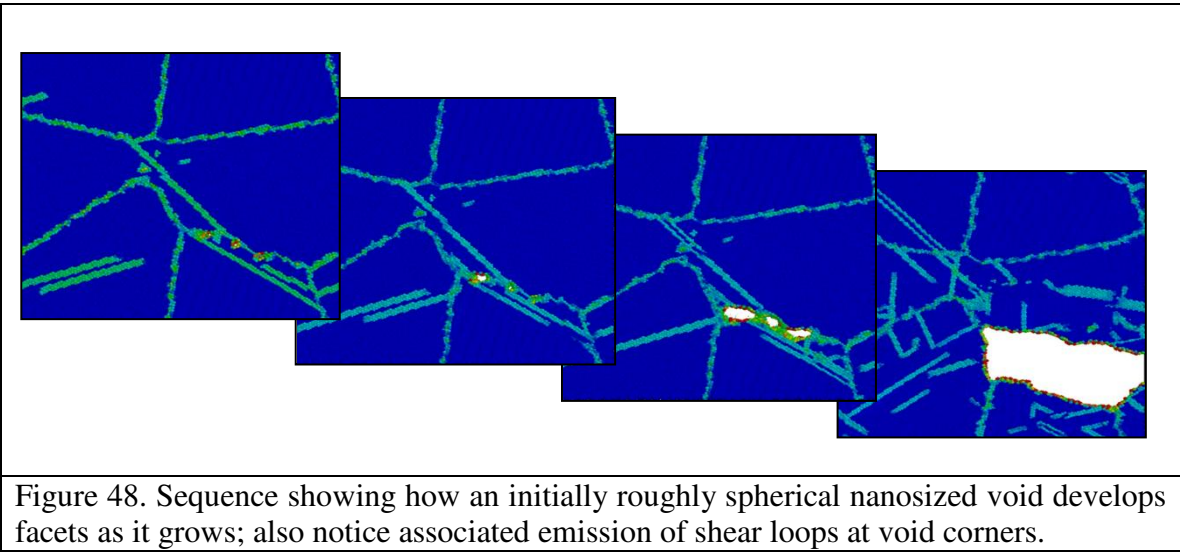 Figure 48. Sequence showing how an initially roughly spherical nanosized void develops
facets as it grows; also notice associated emission of shear loops at void corners.